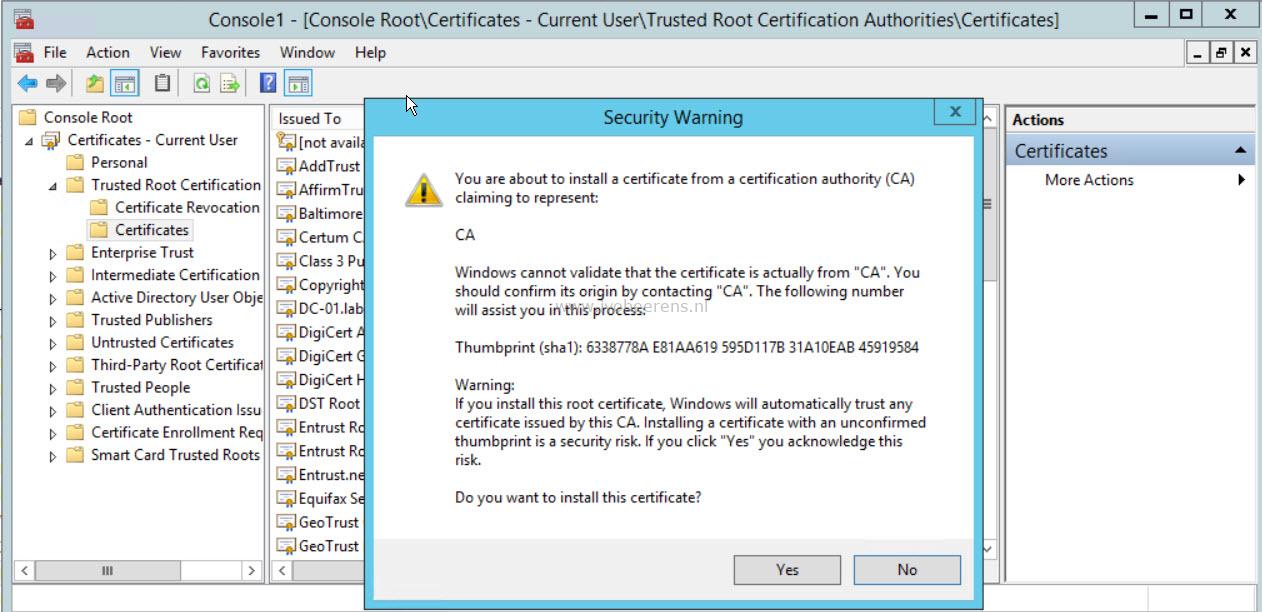 Console1 - [Console Root\Certificates - Current User\Trusted Root Certification Authorities\Certificates]
File Action View Favorites Window Help
Console Root
Certificates - Current User
Personal
Trusted Root Certification
Certificate Revocation
Certificates
Enterprise Trust
Intermediate Certification
Active Directory User Obje
Trusted Publishers
Untrusted Certificates
Third-Party Root Certificat
Trusted People
Client Authentication Issu
Certificate Enrollment Req
Smart Card Trusted Roots
Issued To
[not availa
AddTrust
AffirmTru
Baltimore
Certum C
Class 3 Pu
Copyright
DC-01.lab
DigiCert A
DigiCert G
DigiCert H
DST Root
Entrust Ro
Entrust Ro
Entrust.ne
Equifax Se
GeoTrust
GeoTrust
Security Warning
You are about to install a certificate from a certification authority (CA)
claiming to represent:
CA
Windows cannot validate that the certificate is actually from "CA". You
should confirm its origin by contacting "CA". The following number
will assist you in this process:
www.ivobeerens.nl
Thumbprint (sha1): 6338778A E81AA619 595D117B 31A10EAB 45919584
Warning:
If you install this root certificate, Windows will automatically trust any
certificate issued by this CA. Installing a certificate with an unconfirmed
thumbprint is a security risk. If you click "Yes" you acknowledge this
risk.
Do you want to install this certificate?
Yes No
Actions
Certificates
More Actions